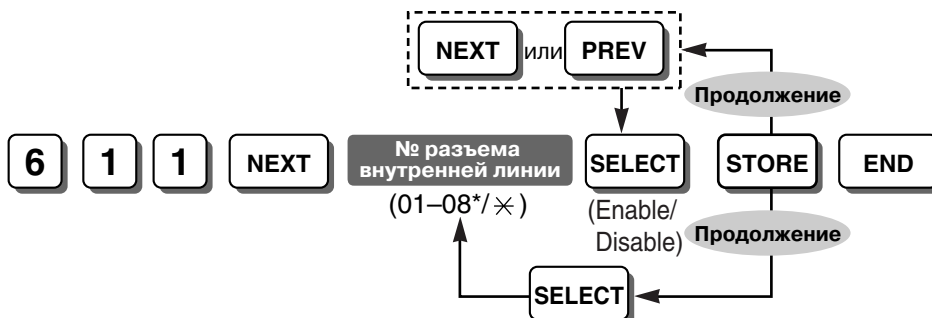 NEXT или PREV
Продолжение
6 1 1 NEXT № разъема внутренней линии SELECT STORE END
(01–08*/✳)
(Enable/
Disable)
Продолжение
SELECT